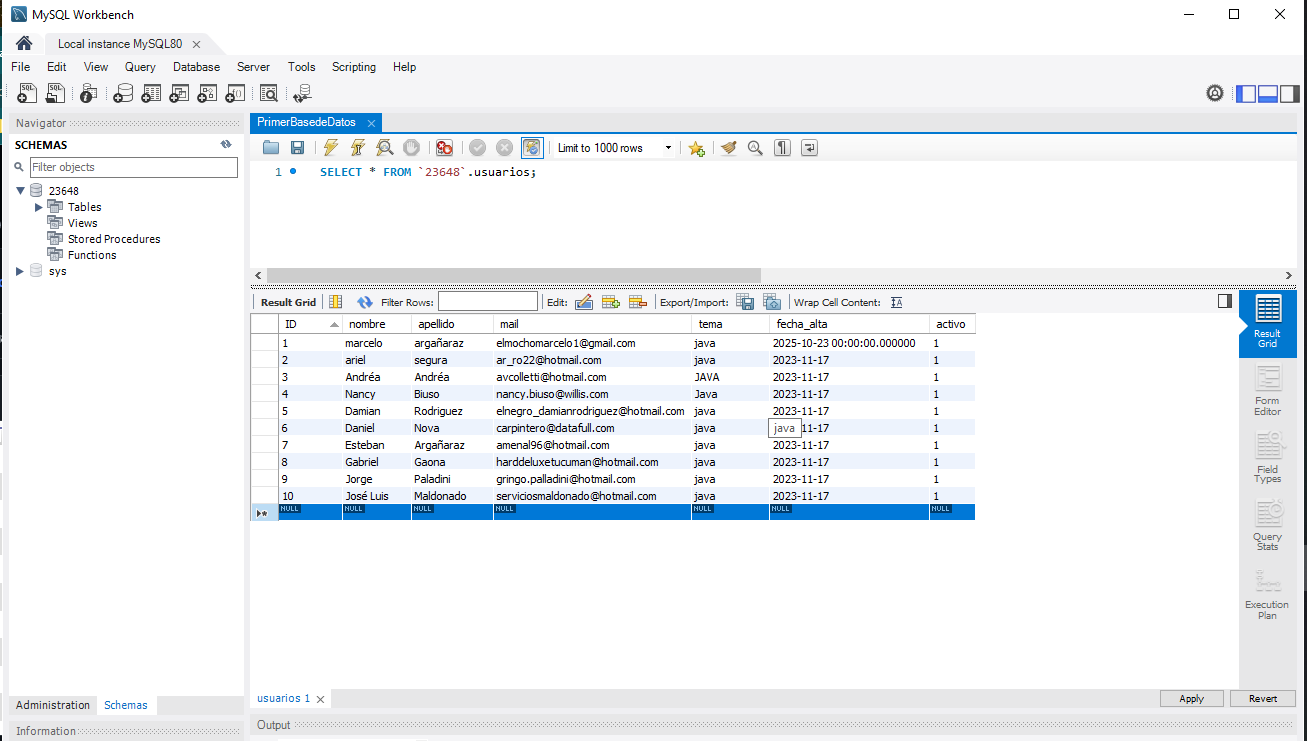 MySQL Workbench
Local instance MySQL80
File Edit View Query Database Server Tools Scripting Help
Navigator
SCHEMAS
Filter objects
23648
Tables
Views
Stored Procedures
Functions
sys
Administration Schemas
Information
PrimerBasedeDatos
Limit to 1000 rows
1 SELECT * FROM `23648`.usuarios;
Result Grid Filter Rows: Edit: Export/Import: Wrap Cell Content:
ID nombre apellido mail tema fecha_alta activo
1 marcelo argañaraz elmochomarcelo1@gmail.com java 2025-10-23 00:00:00.000000 1
2 ariel segura ar_ro22@hotmail.com java 2023-11-17 1
3 Andréa Andréa avcolletti@hotmail.com JAVA 2023-11-17 1
4 Nancy Biuso nancy.biuso@willis.com Java 2023-11-17 1
5 Damian Rodriguez elnegro_damianrodriguez@hotmail.com java 2023-11-17 1
6 Daniel Nova carpintero@datafull.com java java 11-17 1
7 Esteban Argañaraz amenal96@hotmail.com java 2023-11-17 1
8 Gabriel Gaona harddeluxetucuman@hotmail.com java 2023-11-17 1
9 Jorge Paladini gringo.palladini@hotmail.com java 2023-11-17 1
10 José Luis Maldonado serviciosmaldonado@hotmail.com java 2023-11-17 1
NULL NULL NULL NULL NULL NULL NULL
Result
Grid
Form
Editor
Field
Types
Query
Stats
Execution
Plan
usuarios 1
Apply Revert
Output